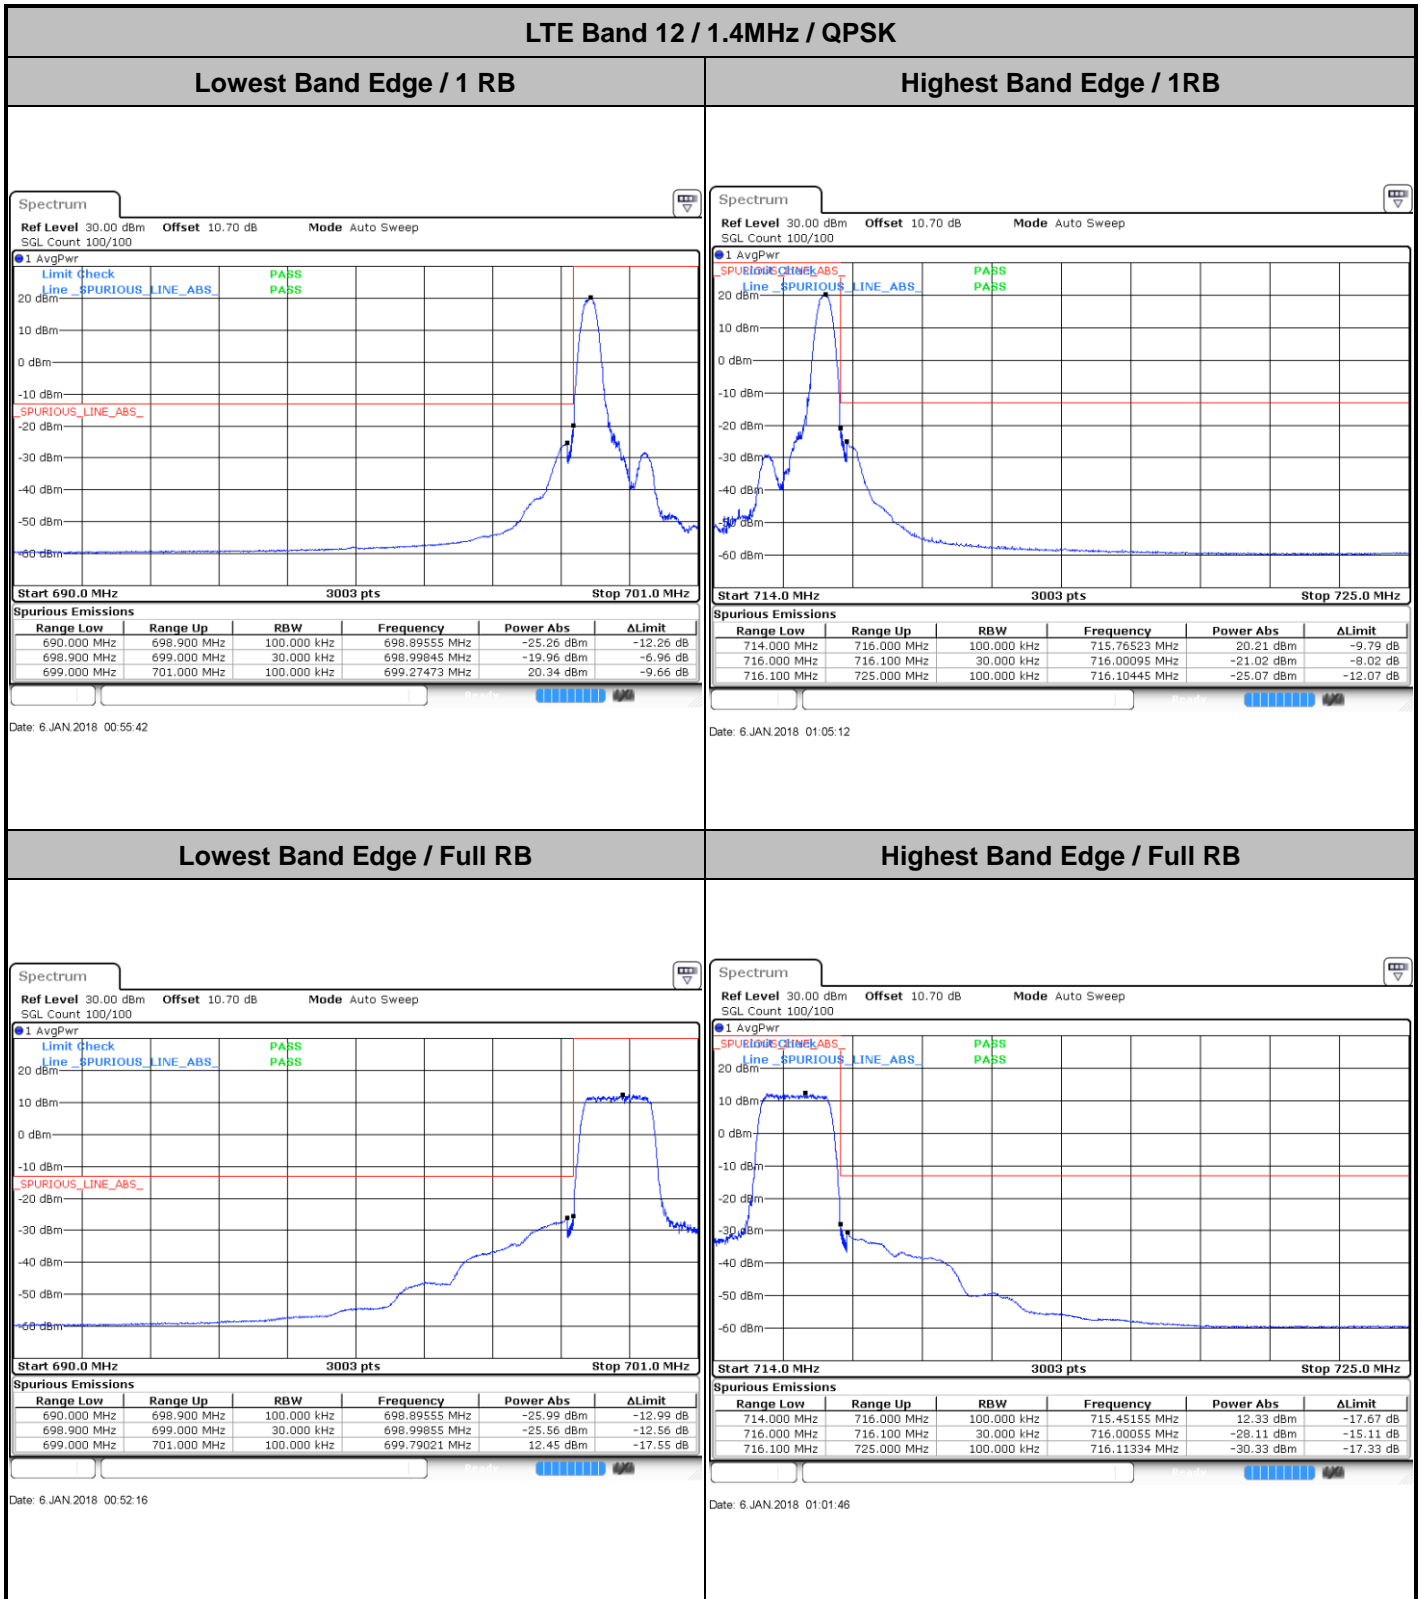 LTE Band 12 / 1.4MHz / QPSK
Lowest Band Edge / 1 RB
Highest Band Edge / 1RB
Spectrum
Ref Level 30.00 dBm Offset 10.70 dB Mode Auto Sweep
SGL Count 100/100
1 AvgPwr
Limit Check PASS
Line _SPURIOUS_LINE_ABS_ PASS
20 dBm
10 dBm
0 dBm
-10 dBm
_SPURIOUS_LINE_ABS_
-20 dBm
-30 dBm
-40 dBm
-50 dBm
-60 dBm
Start 690.0 MHz 3003 pts Stop 701.0 MHz
Spurious Emissions
Range Low Range Up RBW Frequency Power Abs ΔLimit
690.000 MHz 698.900 MHz 100.000 kHz 698.89555 MHz -25.26 dBm -12.26 dB
698.900 MHz 699.000 MHz 30.000 kHz 698.99845 MHz -19.96 dBm -6.96 dB
699.000 MHz 701.000 MHz 100.000 kHz 699.27473 MHz 20.34 dBm -9.66 dB
Ready
Date: 6.JAN.2018 00:55:42
Spectrum
Ref Level 30.00 dBm Offset 10.70 dB Mode Auto Sweep
SGL Count 100/100
1 AvgPwr
_SPURIOUS_LINE_ABS_
Limit Check PASS
Line _SPURIOUS_LINE_ABS_ PASS
20 dBm
10 dBm
0 dBm
-10 dBm
-20 dBm
-30 dBm
-40 dBm
-50 dBm
-60 dBm
Start 714.0 MHz 3003 pts Stop 725.0 MHz
Spurious Emissions
Range Low Range Up RBW Frequency Power Abs ΔLimit
714.000 MHz 716.000 MHz 100.000 kHz 715.76523 MHz 20.21 dBm -9.79 dB
716.000 MHz 716.100 MHz 30.000 kHz 716.00095 MHz -21.02 dBm -8.02 dB
716.100 MHz 725.000 MHz 100.000 kHz 716.10445 MHz -25.07 dBm -12.07 dB
Ready
Date: 6.JAN.2018 01:05:12
Lowest Band Edge / Full RB
Highest Band Edge / Full RB
Spectrum
Ref Level 30.00 dBm Offset 10.70 dB Mode Auto Sweep
SGL Count 100/100
1 AvgPwr
Limit Check PASS
Line _SPURIOUS_LINE_ABS_ PASS
20 dBm
10 dBm
0 dBm
-10 dBm
_SPURIOUS_LINE_ABS_
-20 dBm
-30 dBm
-40 dBm
-50 dBm
-60 dBm
Start 690.0 MHz 3003 pts Stop 701.0 MHz
Spurious Emissions
Range Low Range Up RBW Frequency Power Abs ΔLimit
690.000 MHz 698.900 MHz 100.000 kHz 698.89555 MHz -25.99 dBm -12.99 dB
698.900 MHz 699.000 MHz 30.000 kHz 698.99855 MHz -25.56 dBm -12.56 dB
699.000 MHz 701.000 MHz 100.000 kHz 699.79021 MHz 12.45 dBm -17.55 dB
Ready
Date: 6.JAN.2018 00:52:16
Spectrum
Ref Level 30.00 dBm Offset 10.70 dB Mode Auto Sweep
SGL Count 100/100
1 AvgPwr
_SPURIOUS_LINE_ABS_
Limit Check PASS
Line _SPURIOUS_LINE_ABS_ PASS
20 dBm
10 dBm
0 dBm
-10 dBm
-20 dBm
-30 dBm
-40 dBm
-50 dBm
-60 dBm
Start 714.0 MHz 3003 pts Stop 725.0 MHz
Spurious Emissions
Range Low Range Up RBW Frequency Power Abs ΔLimit
714.000 MHz 716.000 MHz 100.000 kHz 715.45155 MHz 12.33 dBm -17.67 dB
716.000 MHz 716.100 MHz 30.000 kHz 716.00055 MHz -28.11 dBm -15.11 dB
716.100 MHz 725.000 MHz 100.000 kHz 716.11334 MHz -30.33 dBm -17.33 dB
Ready
Date: 6.JAN.2018 01:01:46